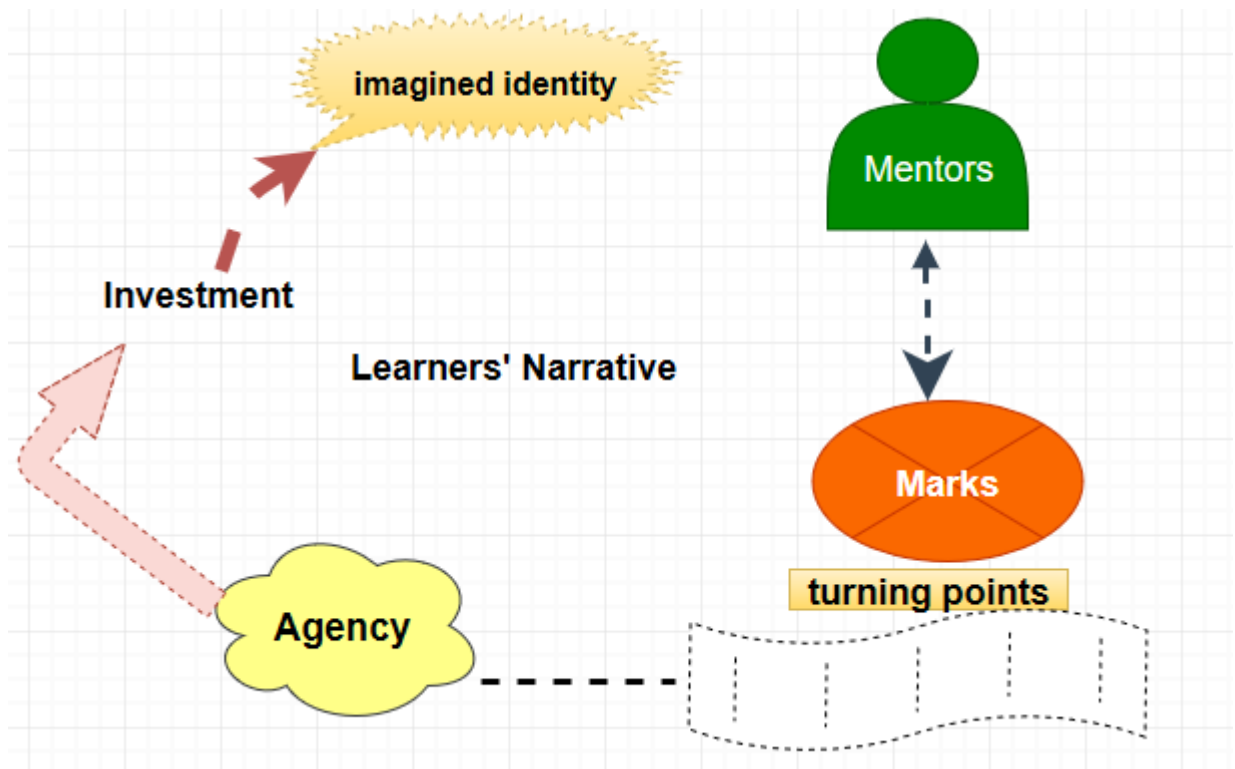 imagined identity
Mentors
Investment
Learners' Narrative
Marks
turning points
Agency